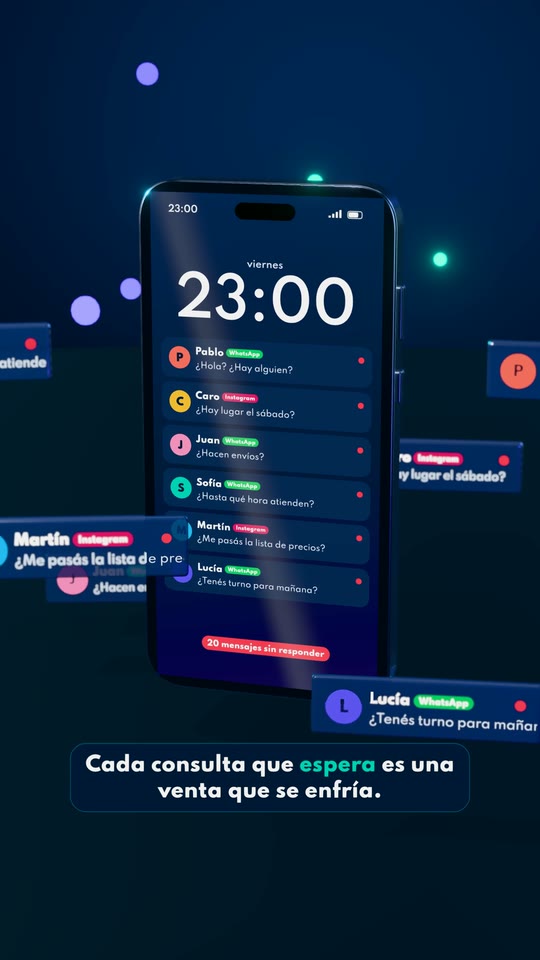 23:00
viernes
23:00
P
Pablo WhatsApp
¿Hola? ¿Hay alguien?
C
Caro Instagram
¿Hay lugar el sábado?
J
Juan WhatsApp
¿Hacen envíos?
S
Sofía WhatsApp
¿Hasta qué hora atienden?
Martín Instagram
¿Me pasás la lista de precios?
Lucía WhatsApp
¿Tenés turno para mañana?
20 mensajes sin responder
atiende
P
ro Instagram
ay lugar el sábado?
Martín Instagram
¿Me pasás la lista de pre
J
Juan
¿Hacen e
L
Lucía WhatsApp
¿Tenés turno para mañar
Cada consulta que espera es una
venta que se enfría.